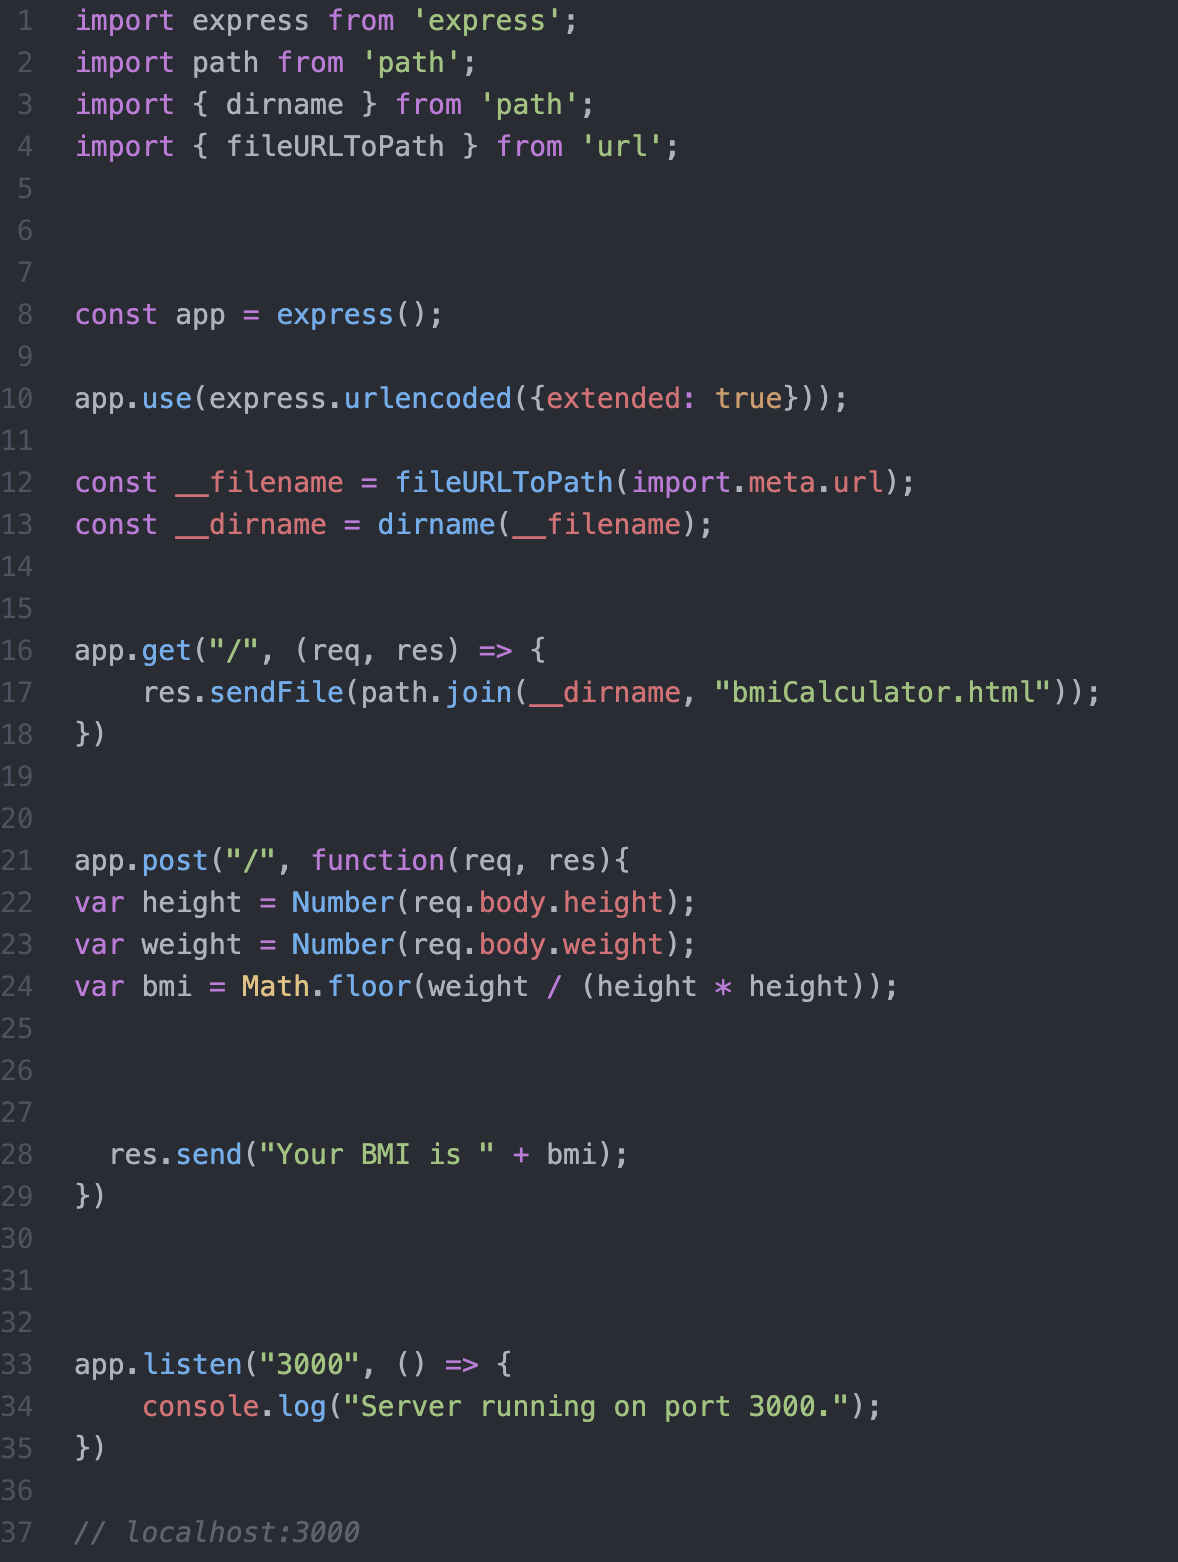 1 import express from 'express';
2 import path from 'path';
3 import { dirname } from 'path';
4 import { fileURLToPath } from 'url';
5
6
7
8 const app = express();
9
10 app.use(express.urlencoded({extended: true}));
11
12 const __filename = fileURLToPath(import.meta.url);
13 const __dirname = dirname(__filename);
14
15
16 app.get("/", (req, res) => {
17     res.sendFile(path.join(__dirname, "bmiCalculator.html"));
18 })
19
20
21 app.post("/", function(req, res){
22 var height = Number(req.body.height);
23 var weight = Number(req.body.weight);
24 var bmi = Math.floor(weight / (height * height));
25
26
27
28   res.send("Your BMI is " + bmi);
29 })
30
31
32
33 app.listen("3000", () => {
34     console.log("Server running on port 3000.");
35 })
36
37 // localhost:3000